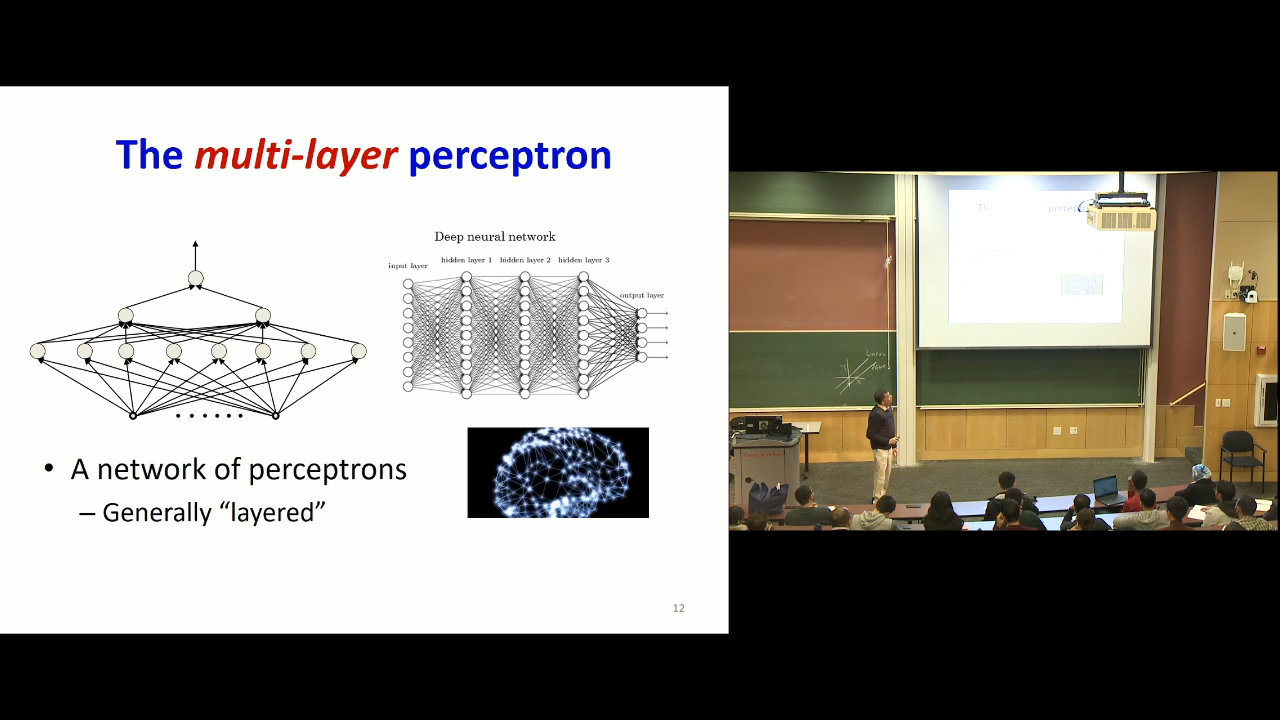 The multi-layer perceptron
Deep neural network
input layer
hidden layer 1 hidden layer 2 hidden layer 3
output layer
• A network of perceptrons
– Generally “layered”
12